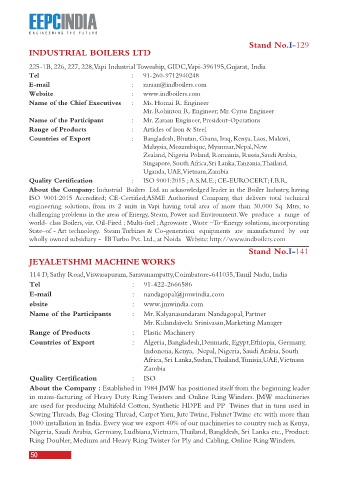 EEPCINDIA
ENGINEERING THE FUTURE
Stand No.I-129
INDUSTRIAL BOILERS LTD
225-1B, 226, 227, 228,Vapi Industrial Township, GIDC,Vapi-396195,Gujarat, India
Tel : 91-260-3712940248
E-mail : zaraan@indboilers.com
Website : www.indboilers.com
Name of the Chief Executives : Ms. Homai R. Engineer
Mr. Rohinton R. Engineer; Mr. Cyrus Engineer
Name of the Participant : Mr. Zaraan Engineer, President-Operations
Range of Products : Articles of Iron & Steel
Countries of Export : Bangladesh, Bhutan, Ghana, Iraq, Kenya, Laos, Malawi,
Malaysia, Mozambique, Myanmar, Nepal, New
Zealand, Nigeria Poland, Romainia, Russia,Saudi Arabia,
Singapore, South Africa,Sri Lanka,Tanzania,Thailand,
Uganda, UAE,Vietnam,Zambia
Quality Certification : ISO 9001:2015 ; A.S.M.E.; CE-EUROCERT; I.B.R,
About the Company: Industrial Boilers Ltd. an acknowledged leader in the Boiler Industry, having
ISO 9001:2015 Accredited; CE-Certified,ASME Authorised Company, that delivers total technical
engineering solutions, from its 2 units in Vapi having total area of more than 30,000 Sq. Mtrs, to
challenging problems in the areas of Energy, Steam, Power and Environment. We produce a range of
world- class Boilers, viz. Oil-Fired ; Multi-fuel ; Agrowaste , Waste –To-Energy solutions, incorporating
State-of - Art technology. Steam Turbines & Co-generation equipments are manufactured by our
wholly owned subsidiary - IB Turbo Pvt. Ltd., at Noida Website: http://www.indboilers.com
Stand No.I-141
JEYALETSHMI MACHINE WORKS
114-D, Sathy Road,Viswasapuram, Saravanampatty,Coimbatore-641035,Tamil Nadu, India
Tel : 91-422-2666586
E-mail : nandagopal@jmwindia.com
ebsite : www.jmwindia.com
Name of the Participants : Mr. Kalyanasundaram Nandagopal, Partner
Mr. Kulandaivelu Srinivasan,Marketing Manager
Range of Products : Plastic Machinery
Countries of Export : Algeria, Bangladesh,Denmark, Egypt,Ethiopia, Germany,
Indonesia, Kenya, Nepal, Nigeria, Saudi Arabia, South
Africa, Sri Lanka,Sudan,Thailand,Tunisia,UAE,Vietnam
Zambia
Quality Certification : ISO
About the Company : Established in 1984 JMW has positioned itself from the beginning leader
in manu-facturing of Heavy Duty Ring Twisters and Online Ring Winders. JMW machineries
are used for producing Multifold Cotton, Synthetic HDPE and PP Twines that in turn used in
Sewing Threads, Bag Closing Thread, Carpet Yarn, Jute Twine, Fishnet Twine etc with more than
1000 installation in India. Every year we export 40% of our machineries to country such as Kenya,
Nigeria, Saudi Arabia, Germany, Ludhiana,Vietnam, Thailand, Bangldesh, Sri Lanka etc., Product:
Ring Doubler, Medium and Heavy Ring Twister for Ply and Cabling, Online Ring Winders.
50